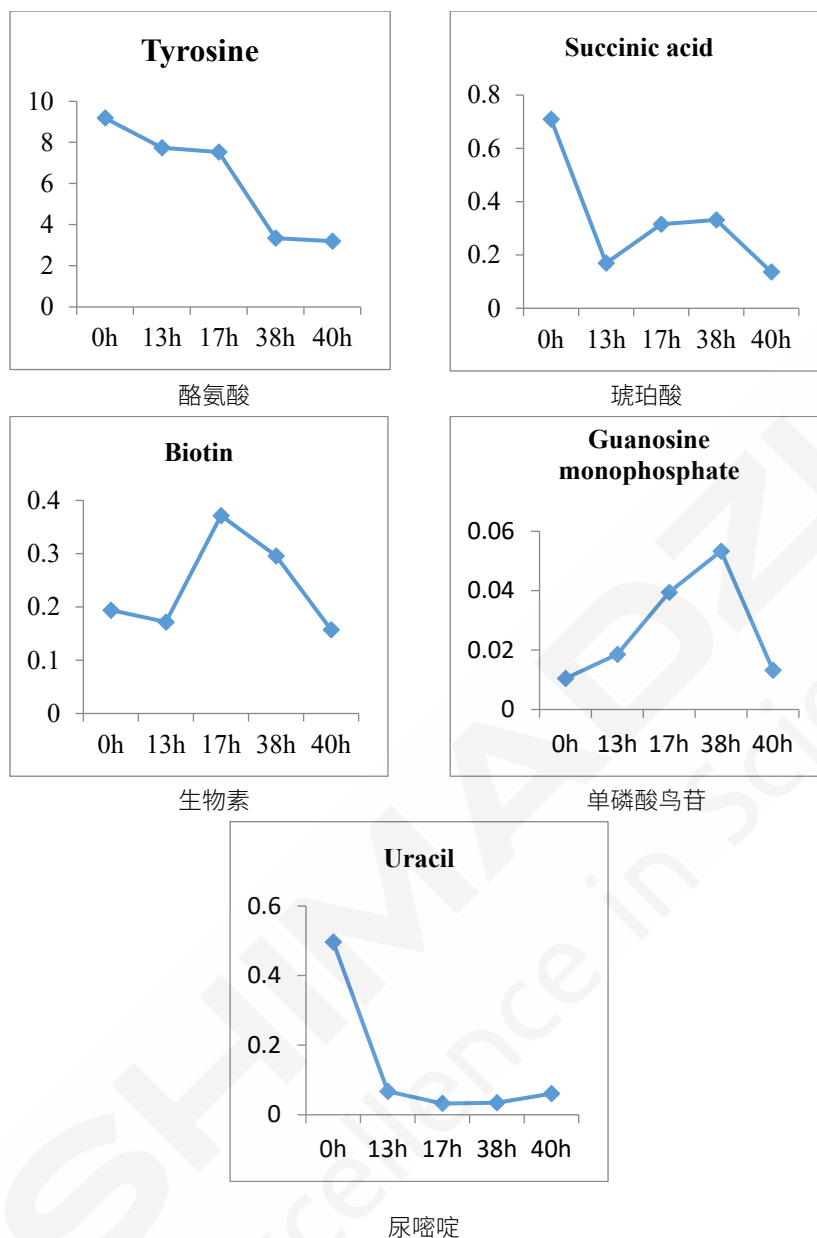 Tyrosine
10
8
6
4
2
0
0h 13h 17h 38h 40h
酪氨酸
Succinic acid
0.8
0.6
0.4
0.2
0
0h 13h 17h 38h 40h
琥珀酸
Biotin
0.4
0.3
0.2
0.1
0
0h 13h 17h 38h 40h
生物素
Guanosine
monophosphate
0.06
0.04
0.02
0
0h 13h 17h 38h 40h
单磷酸鸟苷
Uracil
0.6
0.4
0.2
0
0h 13h 17h 38h 40h
尿嘧啶
SHIMADZU
Excellence in Scie